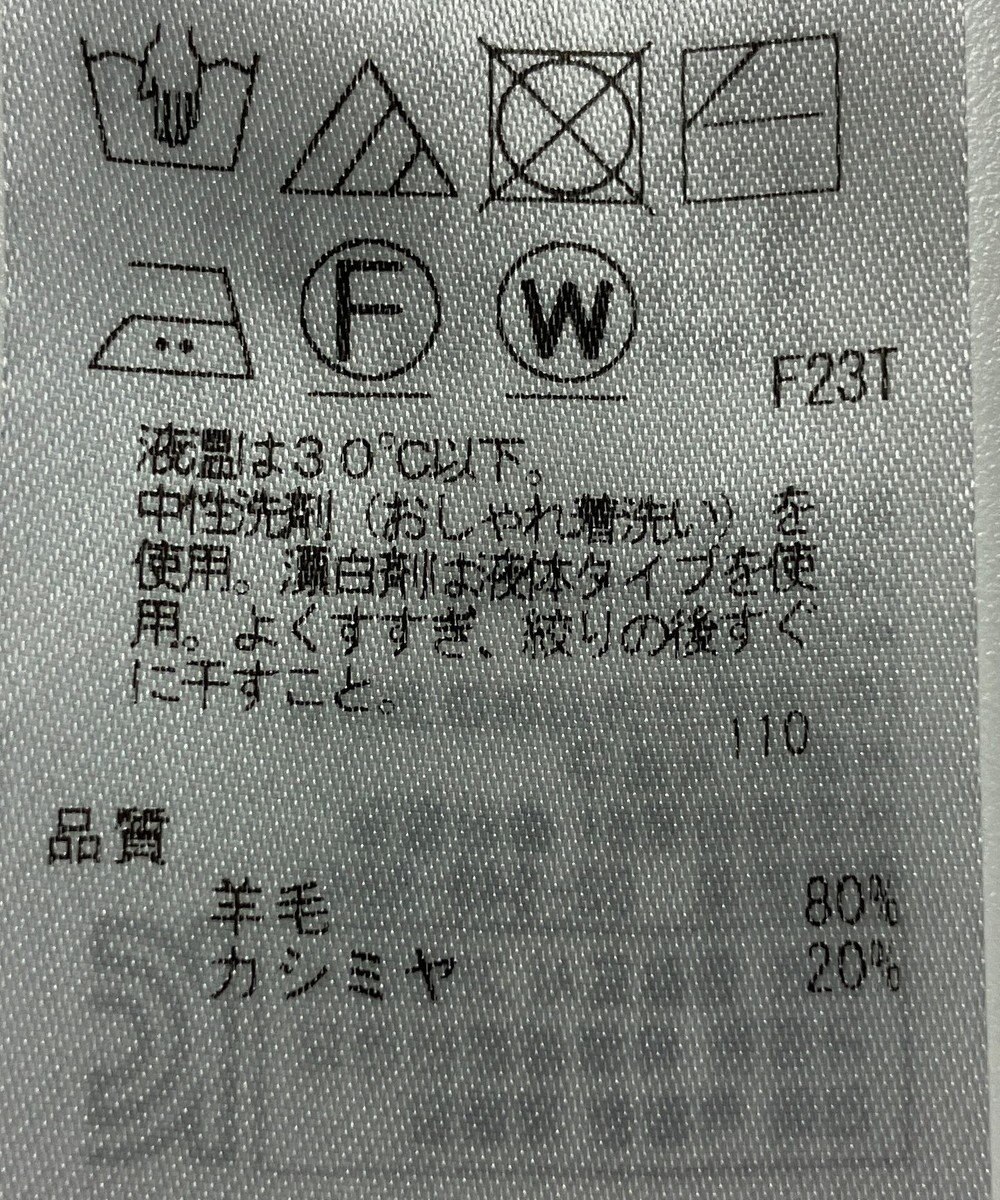 F
W
F23T
液温は30℃以下。
中性洗剤（おしゃれ着洗い）を
使用。漂白剤は液体タイプを使
用。よくすすぎ、絞りの後すぐ
に干すこと。
110
品質
羊毛 80%
カシミヤ 20%